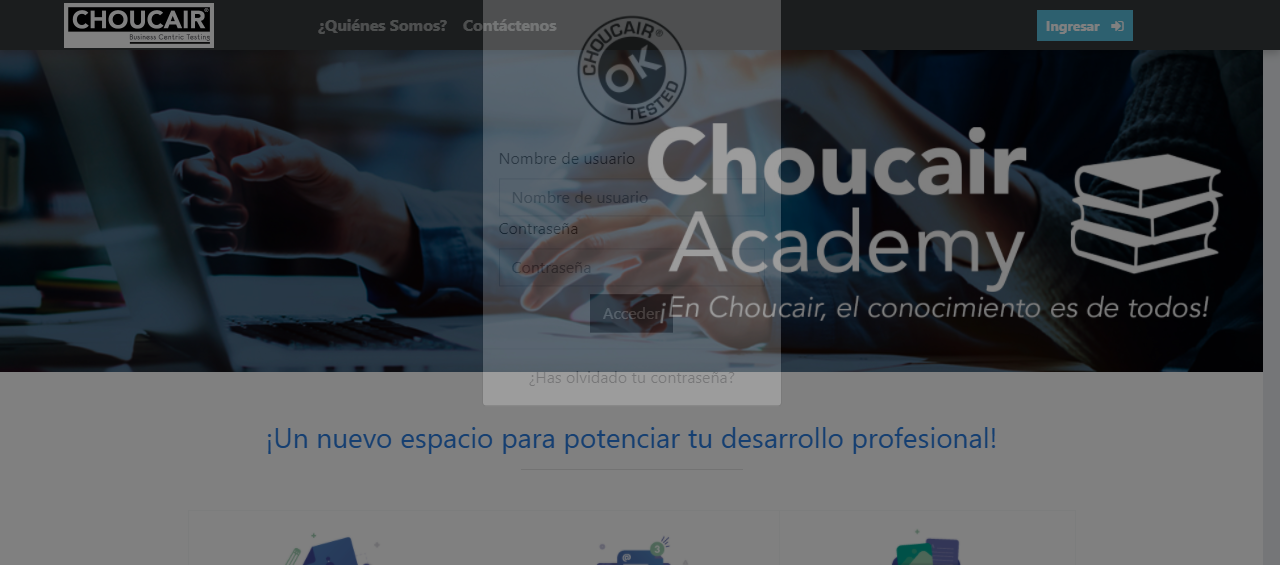 CHOUCAIR®
Business Centric Testing
¿Quiénes Somos?
Contáctenos
Ingresar
CHOUCAIR®
OK
TESTED
Nombre de usuario
Nombre de usuario
Contraseña
Contraseña
Acceder
¿Has olvidado tu contraseña?
Choucair
Academy
¡En Choucair, el conocimiento es de todos!
¡Un nuevo espacio para potenciar tu desarrollo profesional!
@
3